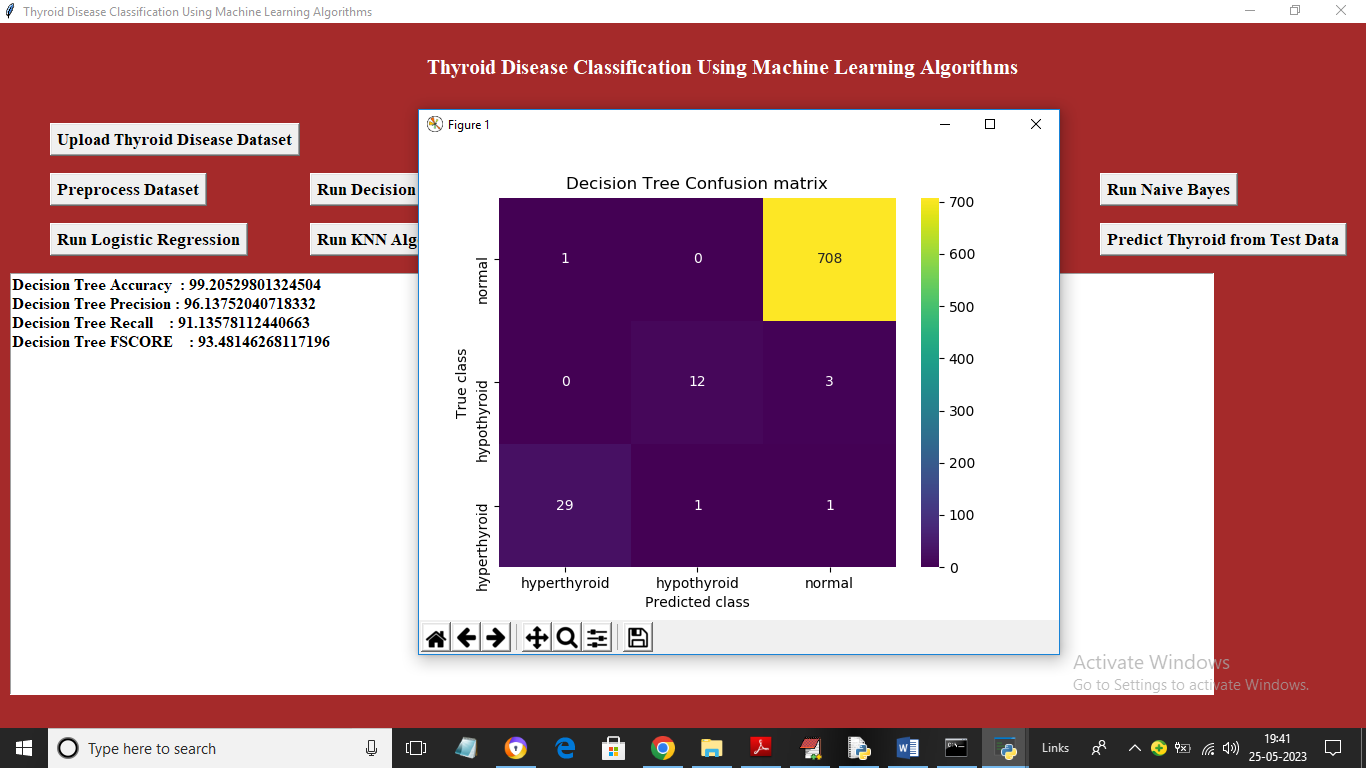 Thyroid Disease Classification Using Machine Learning Algorithms
Thyroid Disease Classification Using Machine Learning Algorithms
Upload Thyroid Disease Dataset
Preprocess Dataset
Run Decision
Run Naive Bayes
Run Logistic Regression
Run KNN Alg
Predict Thyroid from Test Data
Decision Tree Accuracy : 99.20529801324504
Decision Tree Precision : 96.13752040718332
Decision Tree Recall : 91.13578112440663
Decision Tree FSCORE : 93.48146268117196
Figure 1
Decision Tree Confusion matrix
True class
normal
hypothyroid
hyperthyroid
1 0 708
0 12 3
29 1 1
hyperthyroid hypothyroid normal
Predicted class
700
600
500
400
300
200
100
0
Activate Windows
Go to Settings to activate Windows.
Type here to search
Links
19:41
25-05-2023